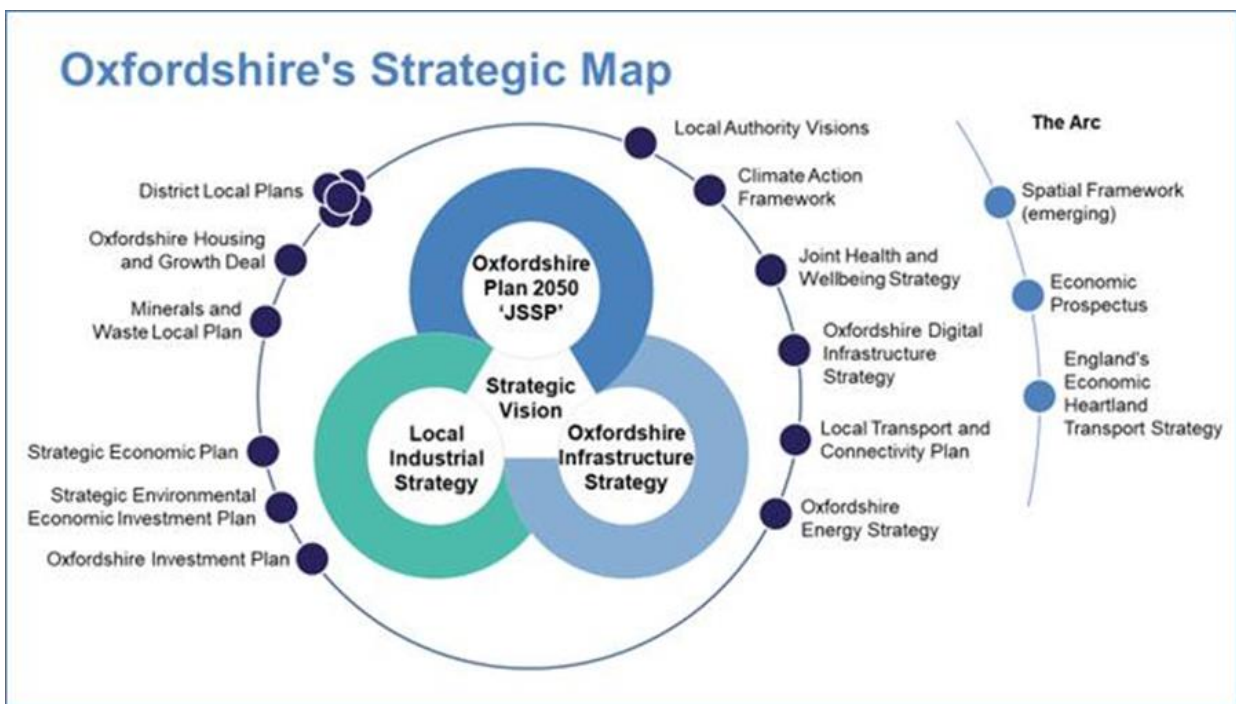 Oxfordshire's Strategic Map
District Local Plans
Oxfordshire Housing
and Growth Deal
Minerals and
Waste Local Plan
Strategic Economic Plan
Strategic Environmental
Economic Investment Plan
Oxfordshire Investment Plan
Oxfordshire
Plan 2050
‘JSSP’
Strategic
Vision
Local
Industrial
Strategy
Oxfordshire
Infrastructure
Strategy
Local Authority Visions
Climate Action
Framework
Joint Health and
Wellbeing Strategy
Oxfordshire Digital
Infrastructure
Strategy
Local Transport and
Connectivity Plan
Oxfordshire
Energy Strategy
The Arc
Spatial Framework
(emerging)
Economic
Prospectus
England's
Economic
Heartland
Transport Strategy